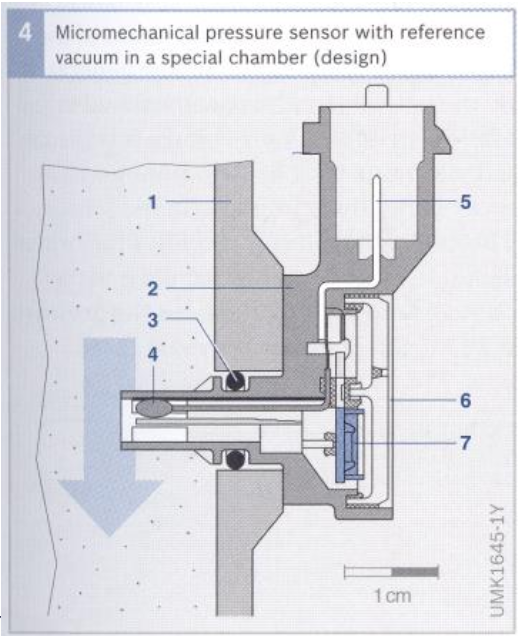 4
Micromechanical pressure sensor with reference
vacuum in a special chamber (design)
1
5
2
3
4
6
7
1 cm
UMK1645-1Y